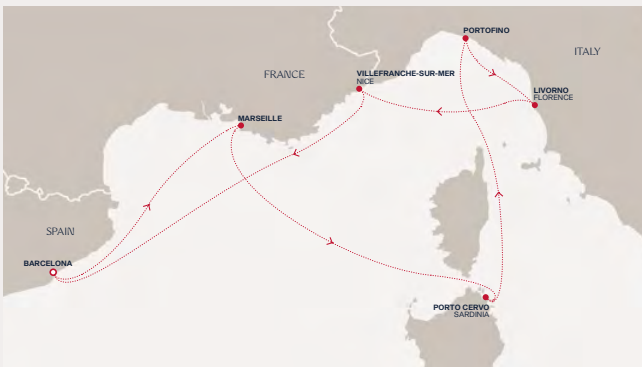 PORTOFINO
ITALY
FRANCE
VILLEFRANCHE-SUR-MER
NICE
LIVORNO
FLORENCE
MARSEILLE
SPAIN
BARCELONA
PORTO CERVO
SARDINIA